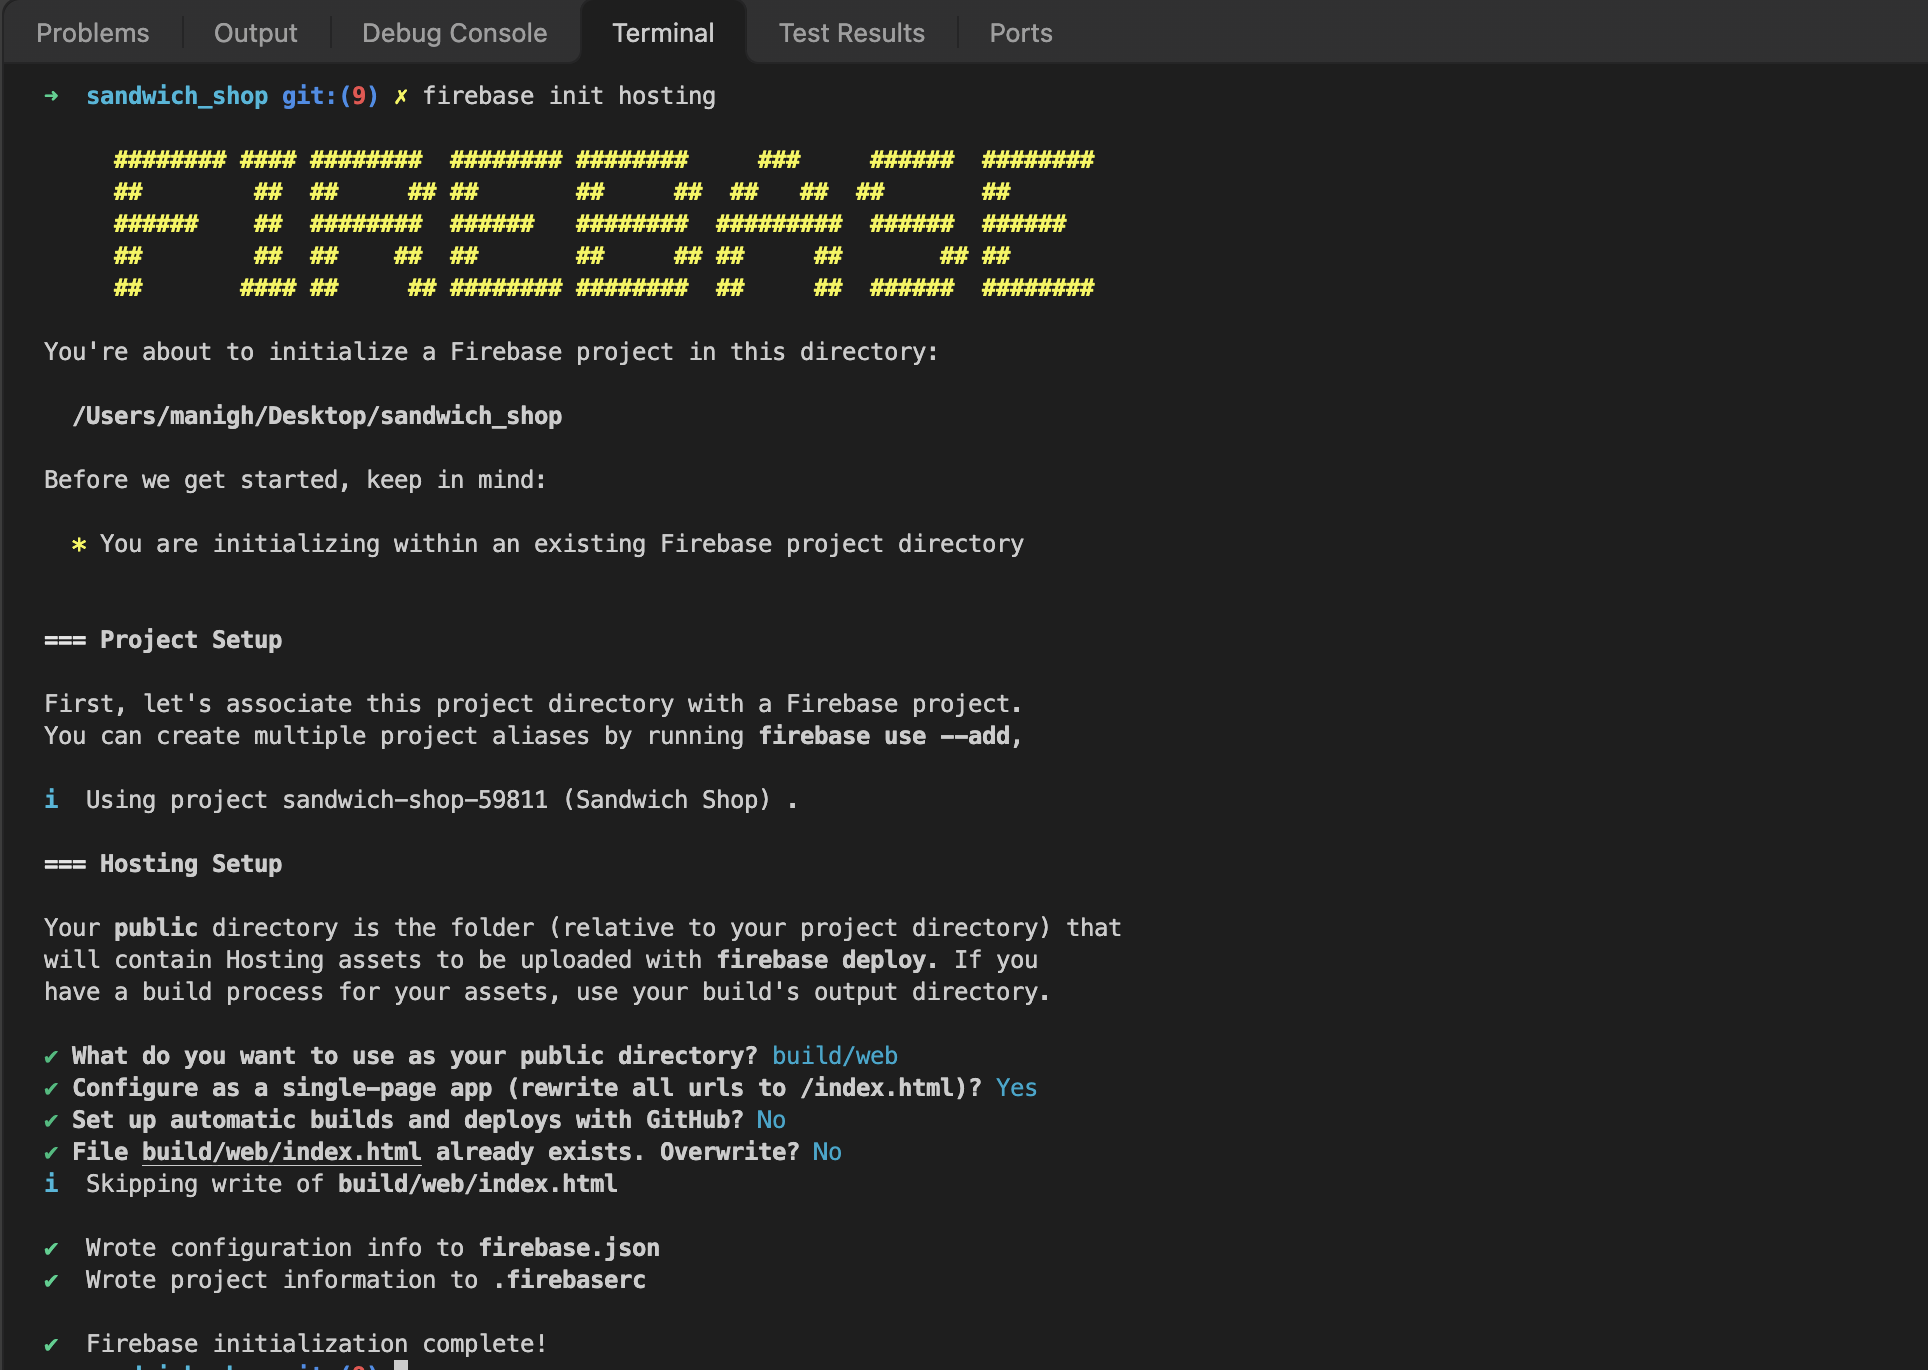 Problems Output Debug Console Terminal Test Results Ports
➜ sandwich_shop git:(9) ✗ firebase init hosting
######## #### ######## ######## ######## ### ###### ########
## ## ## ## ## ## ## ## ## ## ##
###### ## ######## ###### ######## ######### ###### ######
## ## ## ## ## ## ## ## ## ## ##
## #### ## ## ######## ######## ## ## ###### ########
You're about to initialize a Firebase project in this directory:
/Users/manigh/Desktop/sandwich_shop
Before we get started, keep in mind:
* You are initializing within an existing Firebase project directory
=== Project Setup
First, let's associate this project directory with a Firebase project.
You can create multiple project aliases by running firebase use --add,
i Using project sandwich-shop-59811 (Sandwich Shop) .
=== Hosting Setup
Your public directory is the folder (relative to your project directory) that
will contain Hosting assets to be uploaded with firebase deploy. If you
have a build process for your assets, use your build's output directory.
✔ What do you want to use as your public directory? build/web
✔ Configure as a single-page app (rewrite all urls to /index.html)? Yes
✔ Set up automatic builds and deploys with GitHub? No
✔ File build/web/index.html already exists. Overwrite? No
i Skipping write of build/web/index.html
✔ Wrote configuration info to firebase.json
✔ Wrote project information to .firebaserc
✔ Firebase initialization complete!